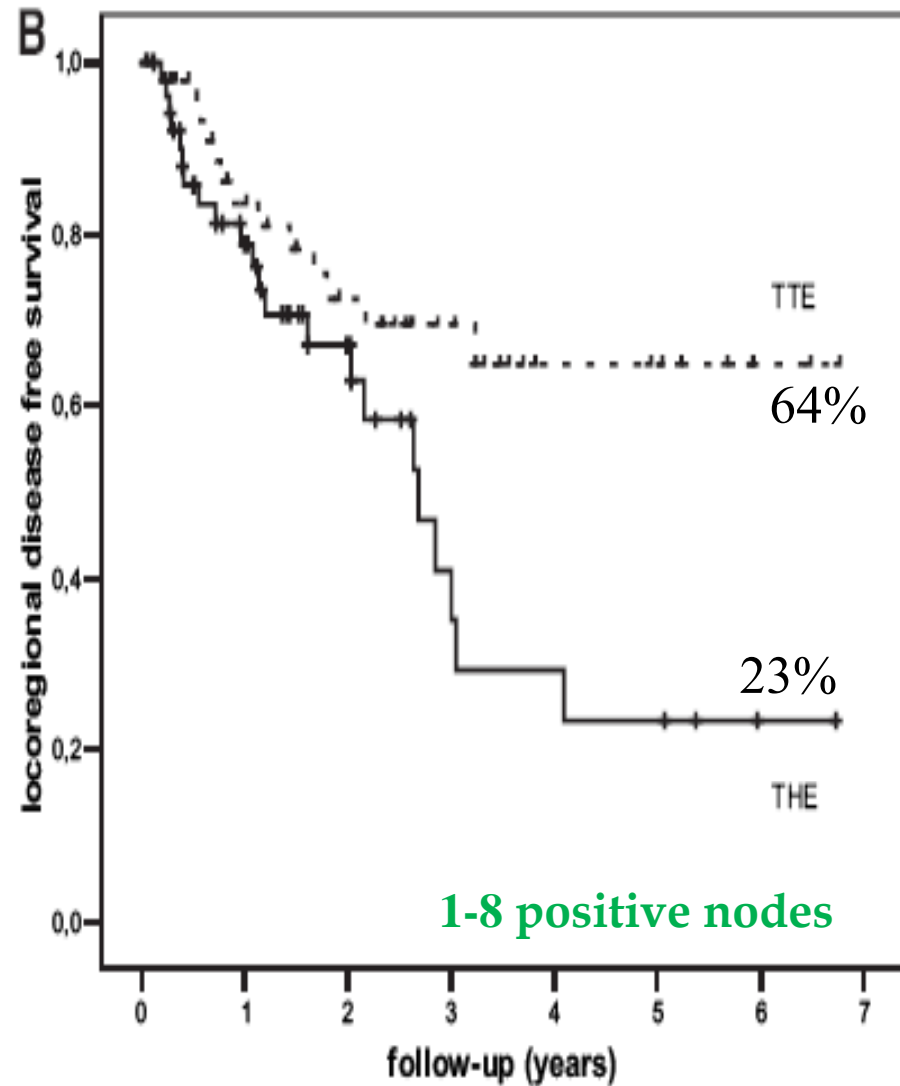 B
locoregional disease free survival
1,0
0,8
0,6
0,4
0,2
0,0
TTE
64%
23%
THE
1-8 positive nodes
0 1 2 3 4 5 6 7
follow-up (years)